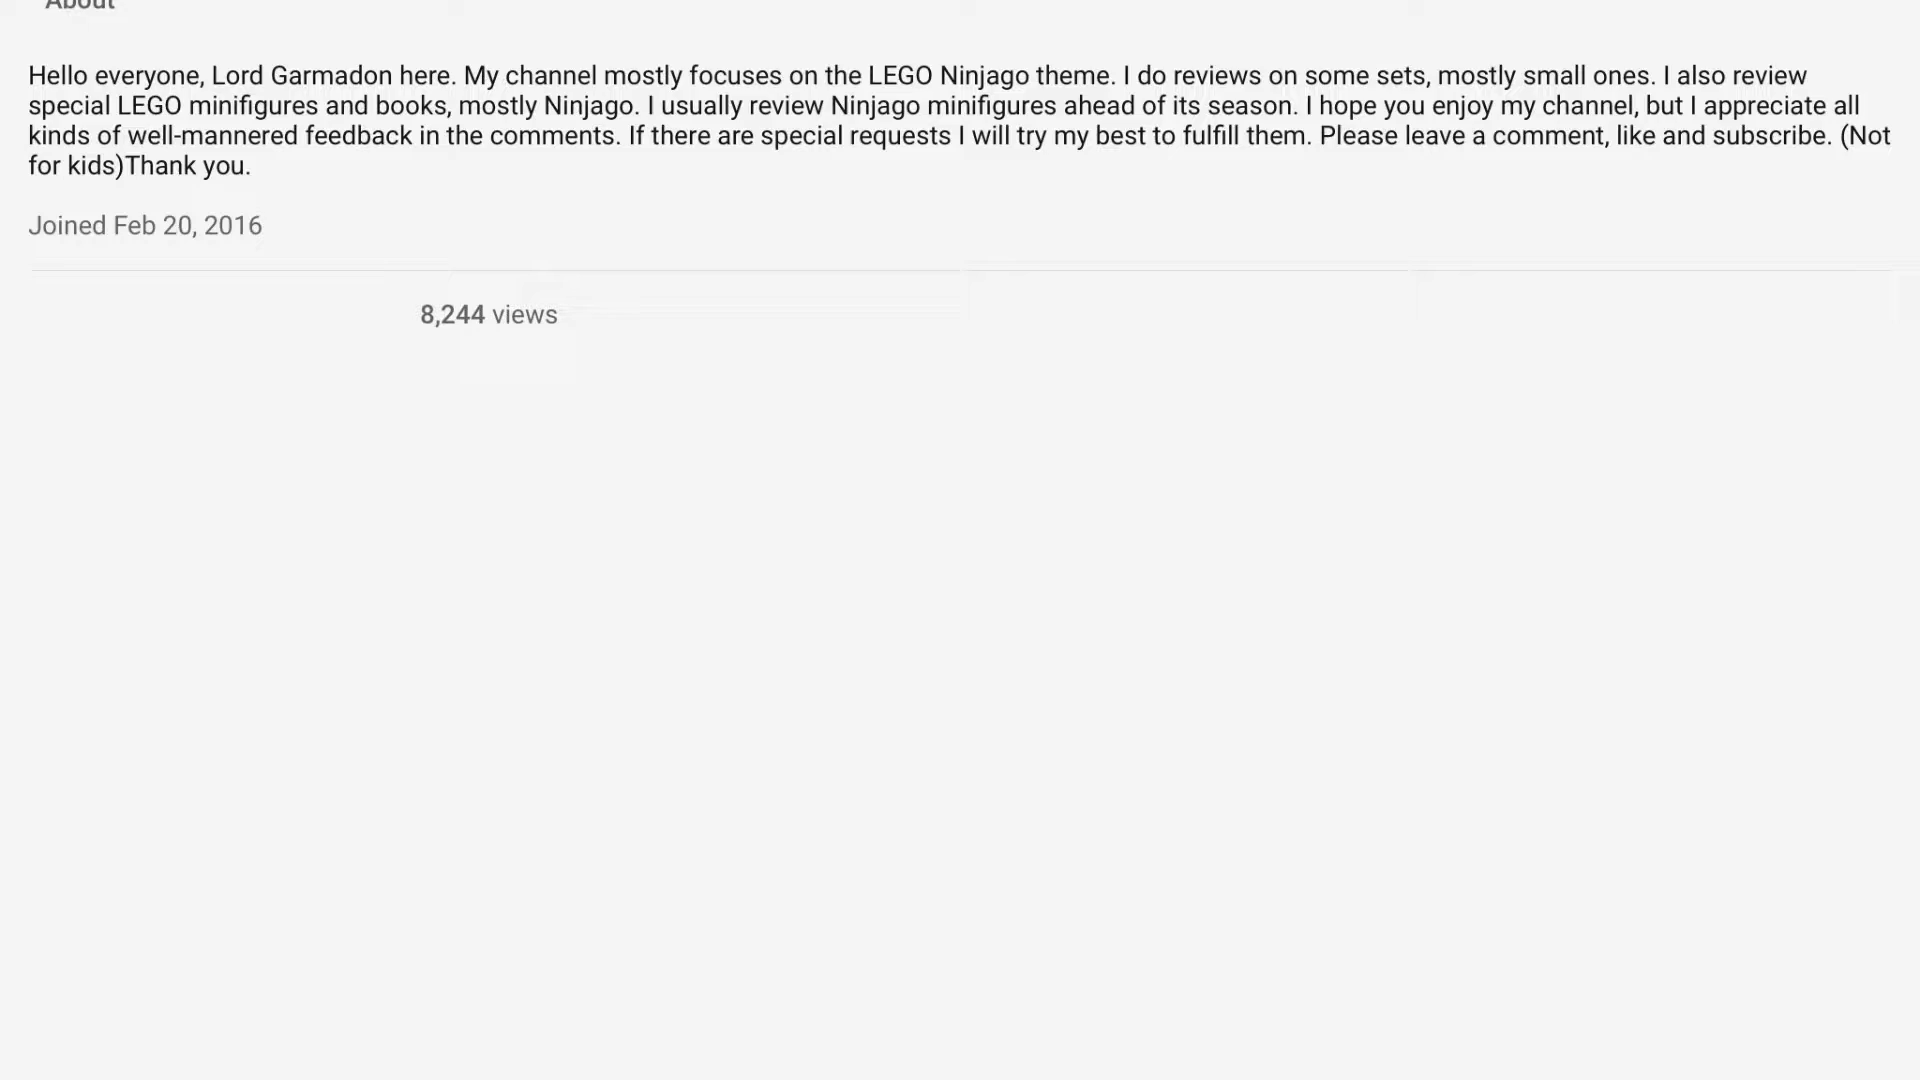 About
Hello everyone, Lord Garmadon here. My channel mostly focuses on the LEGO Ninjago theme. I do reviews on some sets, mostly small ones. I also review
special LEGO minifigures and books, mostly Ninjago. I usually review Ninjago minifigures ahead of its season. I hope you enjoy my channel, but I appreciate all
kinds of well-mannered feedback in the comments. If there are special requests I will try my best to fulfill them. Please leave a comment, like and subscribe. (Not
for kids)Thank you.
Joined Feb 20, 2016
8,244 views